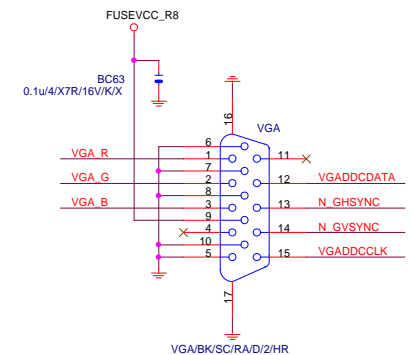 FUSEVCC_R8
BC63
0.1u/4/X7R/16V/K/X
16
VGA
6
VGA_R
1
11
7
VGA_G
2
12
VGADDCDATA
8
VGA_B
3
13
N_GHSYNC
9
4
14
N_GVSYNC
10
5
15
VGADDCCLK
17
VGA/BK/SC/RA/D/2/HR